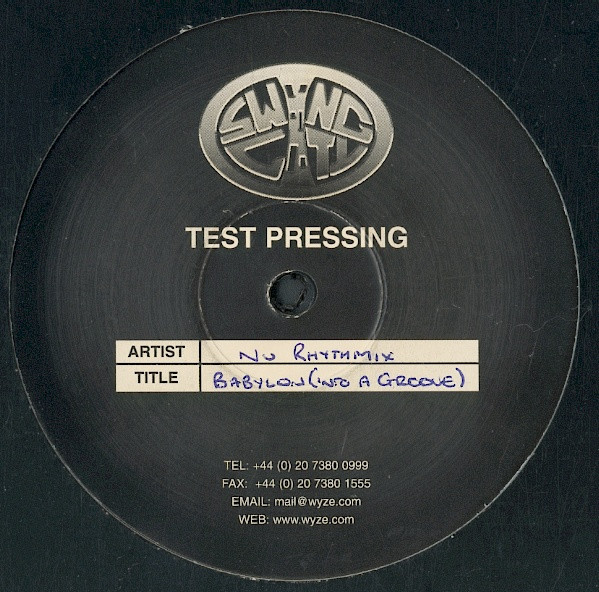 SWING CITY
TEST PRESSING
ARTIST NU RHYTHMIX
TITLE BABYLON (INTO A GROOVE)
TEL: +44 (0) 20 7380 0999
FAX: +44 (0) 20 7380 1555
EMAIL: mail@wyze.com
WEB: www.wyze.com